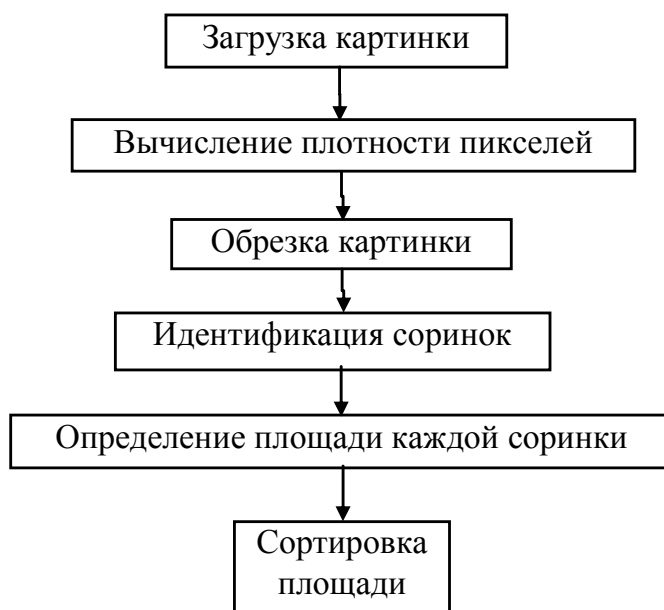 Загрузка картинки
Вычисление плотности пикселей
Обрезка картинки
Идентификация соринок
Определение площади каждой соринки
Сортировка
площади